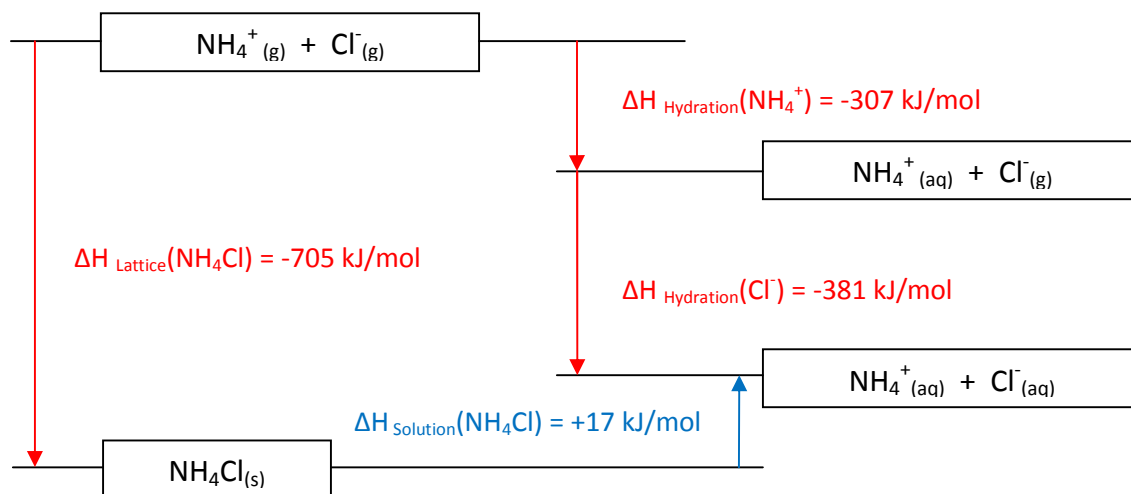 NH₄⁺ (g) + Cl⁻(g)
ΔH Hydration(NH₄⁺) = -307 kJ/mol
NH₄⁺ (aq) + Cl⁻(g)
ΔH Lattice(NH₄Cl) = -705 kJ/mol
ΔH Hydration(Cl⁻) = -381 kJ/mol
NH₄⁺(aq) + Cl⁻(aq)
ΔH Solution(NH₄Cl) = +17 kJ/mol
NH₄Cl(s)